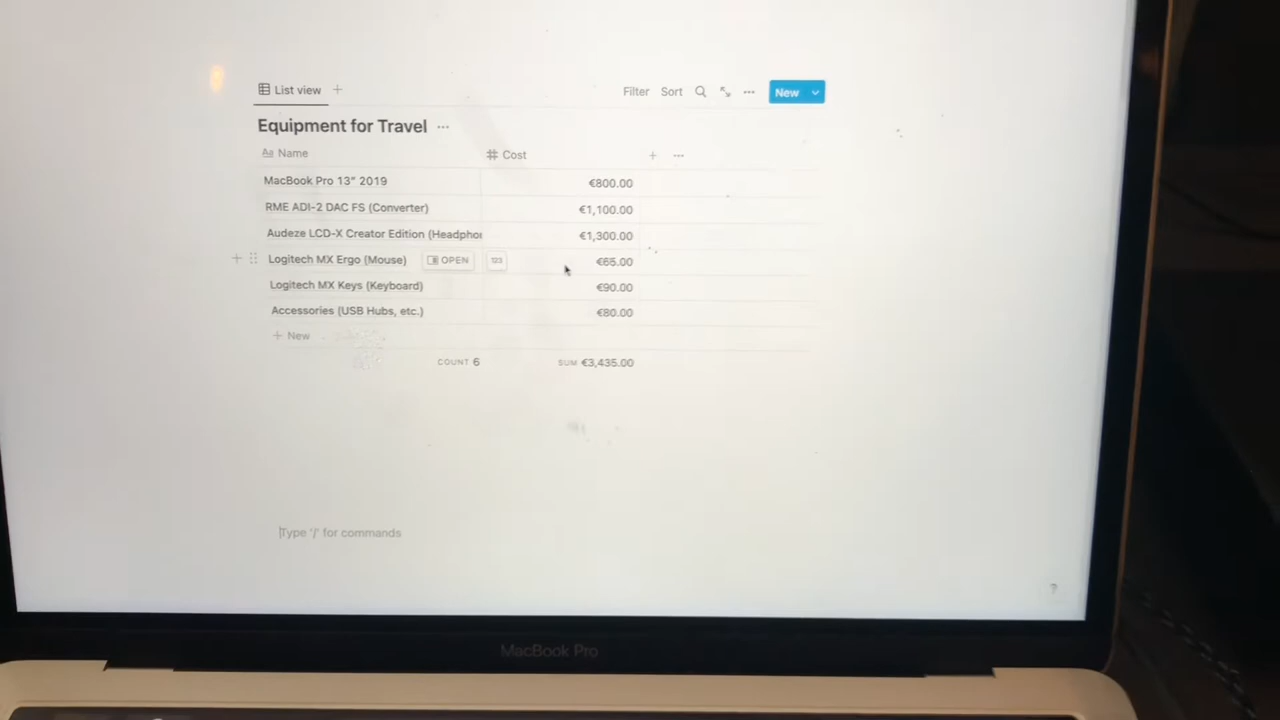 List view +
Filter Sort New
Equipment for Travel ...
Aa Name # Cost + ...
MacBook Pro 13" 2019 €800.00
RME ADI-2 DAC FS (Converter) €1,100.00
Audeze LCD-X Creator Edition (Headpho €1,300.00
Logitech MX Ergo (Mouse) OPEN 123 €65.00
Logitech MX Keys (Keyboard) €90.00
Accessories (USB Hubs, etc.) €80.00
+ New
COUNT 6 SUM €3,435.00
Type '/' for commands
?
MacBook Pro